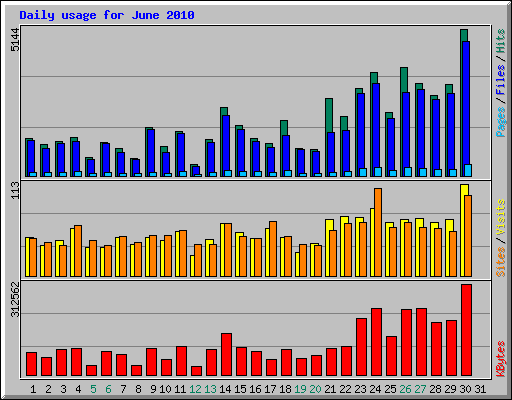 Daily usage for June 2010
5144
Pages / Files / Hits
113
Sites / Visits
312562
KBytes
1 2 3 4 5 6 7 8 9 10 11 12 13 14 15 16 17 18 19 20 21 22 23 24 25 26 27 28 29 30 31